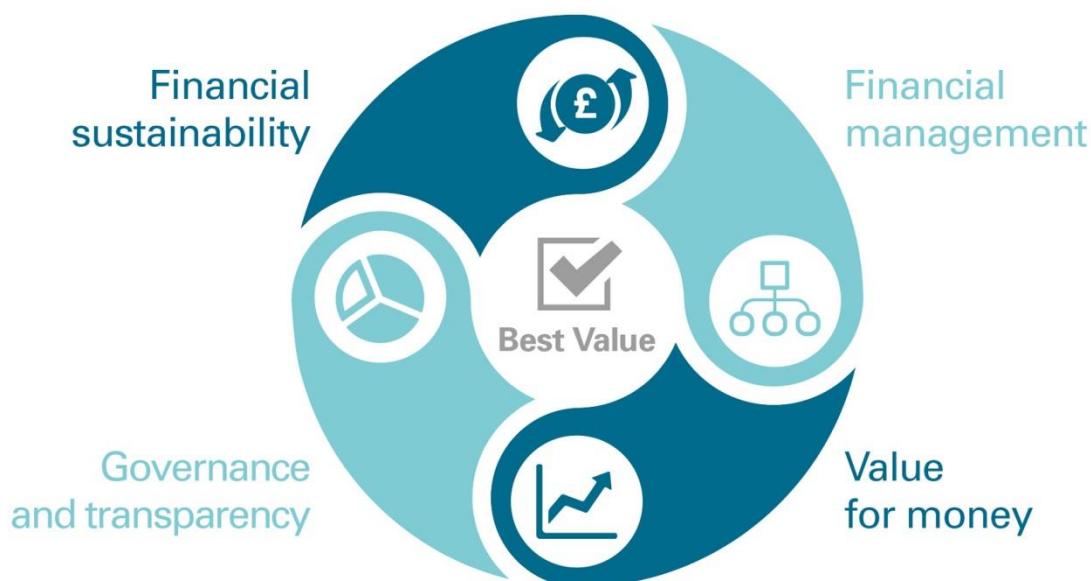 Financial
sustainability
Financial
management
£
Best Value
Governance
and transparency
Value
for money